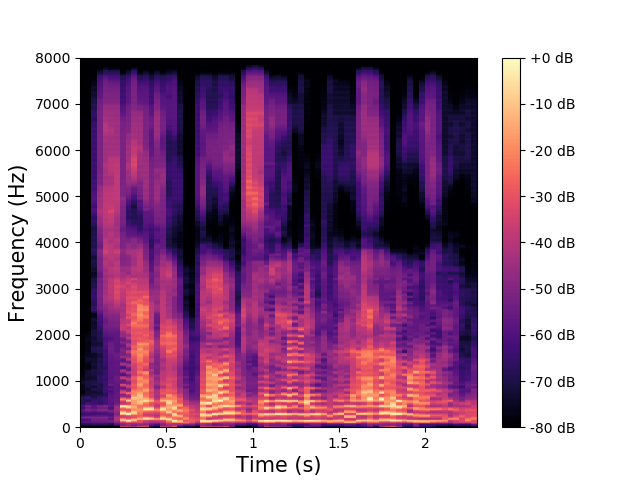 8000
7000
6000
5000
4000
3000
2000
1000
0
Frequency (Hz)
0
0.5
1
1.5
2
Time (s)
+0 dB
-10 dB
-20 dB
-30 dB
-40 dB
-50 dB
-60 dB
-70 dB
-80 dB